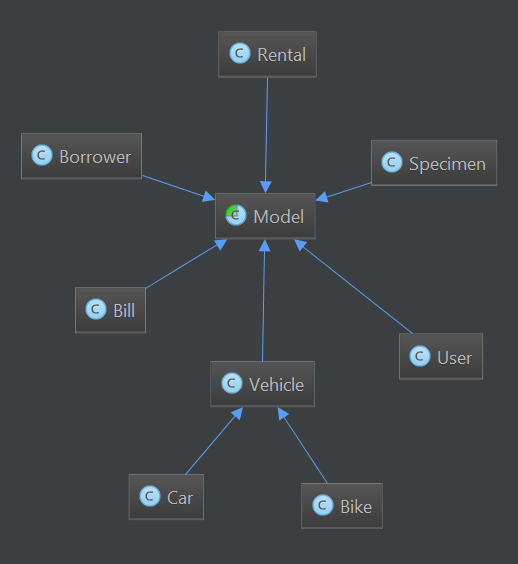 C Rental
C Borrower
C Specimen
C Model
C Bill
C User
C Vehicle
C Car
C Bike